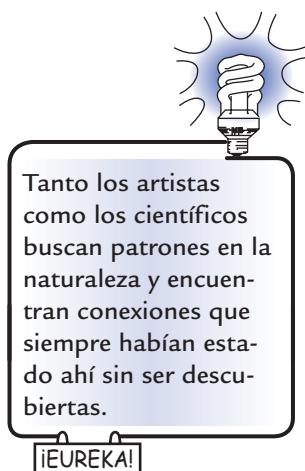 Tanto los artistas
como los científicos
buscan patrones en la
naturaleza y encuen-
tran conexiones que
siempre habían esta-
do ahí sin ser descu-
biertas.
¡EUREKA!